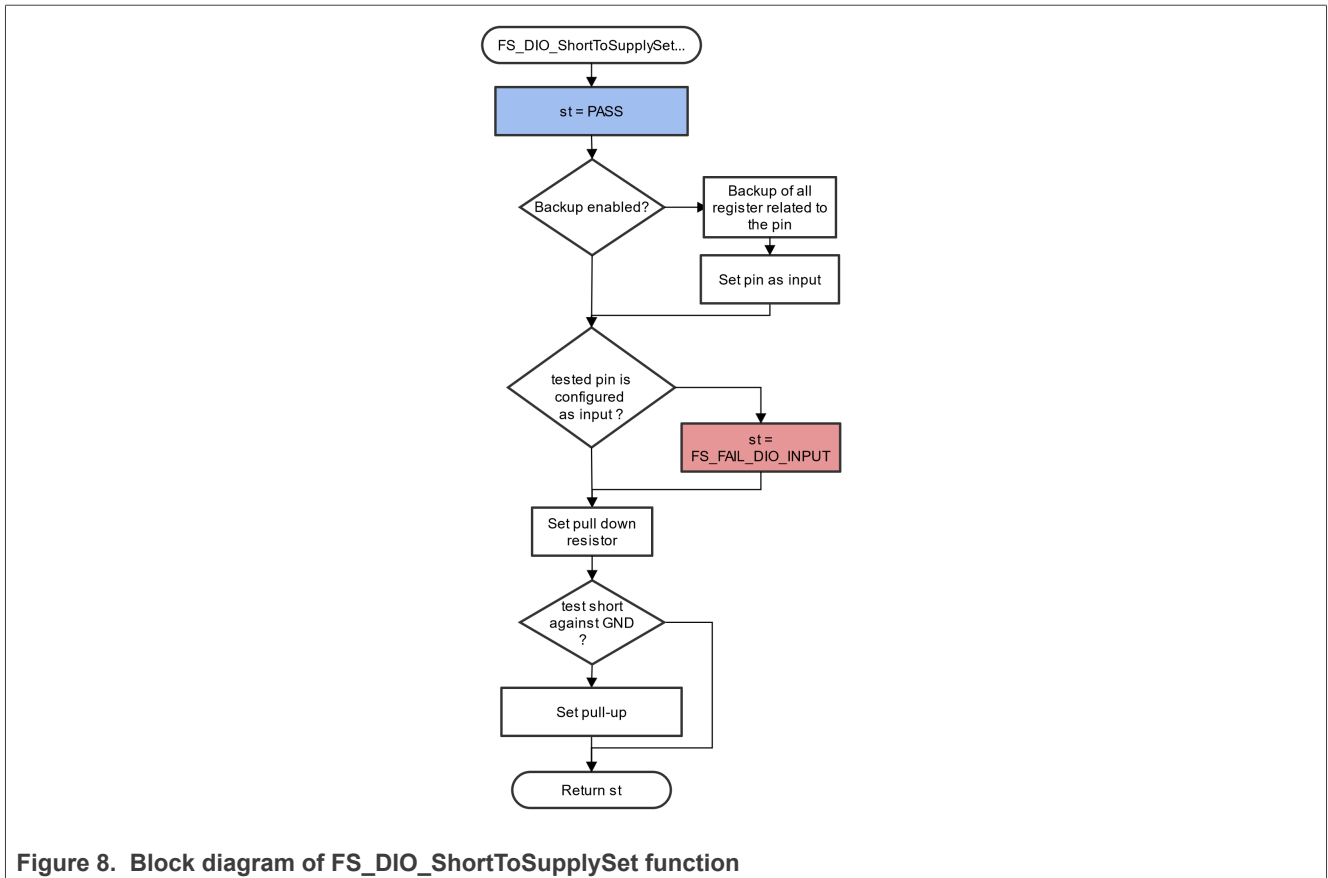 FS_DIO_ShortToSupplySet...
st = PASS
Backup enabled?
Backup of all
register related to
the pin
Set pin as input
tested pin is
configured
as input ?
st =
FS_FAIL_DIO_INPUT
Set pull down
resistor
test short
against GND
?
Set pull-up
Return st
Figure 8. Block diagram of FS_DIO_ShortToSupplySet function